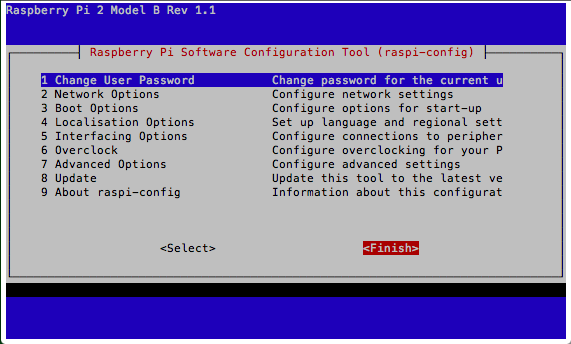 Raspberry Pi 2 Model B Rev 1.1
Raspberry Pi Software Configuration Tool (raspi-config)
1 Change User Password Change password for the current u
2 Network Options Configure network settings
3 Boot Options Configure options for start-up
4 Localisation Options Set up language and regional sett
5 Interfacing Options Configure connections to peripher
6 Overclock Configure overclocking for your P
7 Advanced Options Configure advanced settings
8 Update Update this tool to the latest ve
9 About raspi-config Information about this configurat
<Select> <Finish>